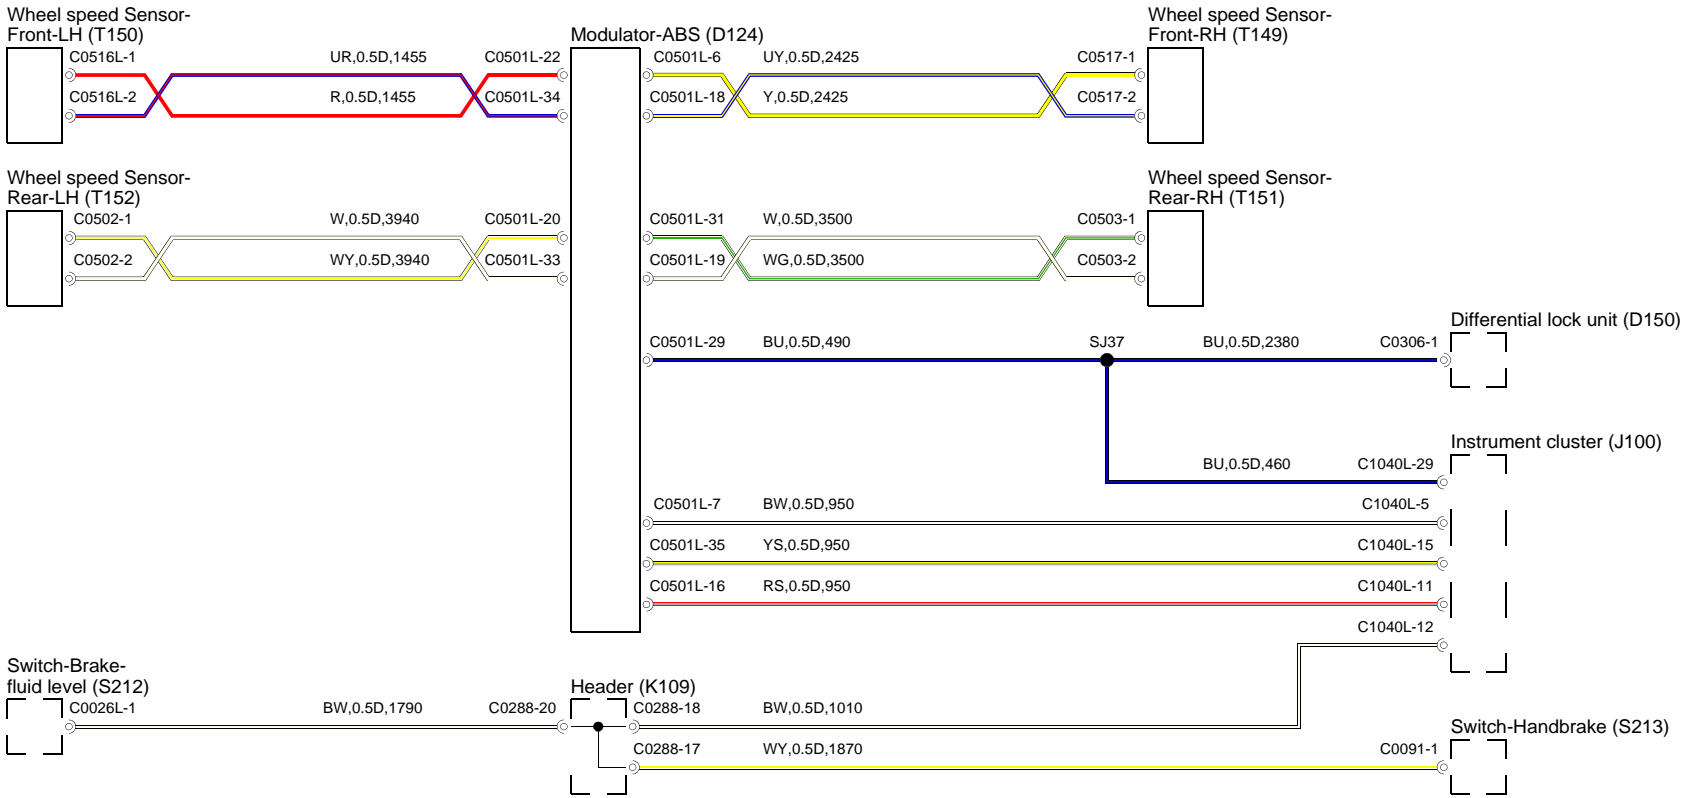 Wheel speed Sensor-
Front-LH (T150)
C0516L-1
UR,0.5D,1455
C0501L-22
C0516L-2
R,0.5D,1455
C0501L-34
Modulator-ABS (D124)
Wheel speed Sensor-
Front-RH (T149)
C0501L-6
UY,0.5D,2425
C0517-1
C0501L-18
Y,0.5D,2425
C0517-2
Wheel speed Sensor-
Rear-LH (T152)
C0502-1
W,0.5D,3940
C0501L-20
C0502-2
WY,0.5D,3940
C0501L-33
Wheel speed Sensor-
Rear-RH (T151)
C0501L-31
W,0.5D,3500
C0503-1
C0501L-19
WG,0.5D,3500
C0503-2
Differential lock unit (D150)
C0501L-29
BU,0.5D,490
SJ37
BU,0.5D,2380
C0306-1
Instrument cluster (J100)
BU,0.5D,460
C1040L-29
C0501L-7
BW,0.5D,950
C1040L-5
C0501L-35
YS,0.5D,950
C1040L-15
C0501L-16
RS,0.5D,950
C1040L-11
C1040L-12
Switch-Brake-
fluid level (S212)
C0026L-1
BW,0.5D,1790
C0288-20
Header (K109)
C0288-18
BW,0.5D,1010
Switch-Handbrake (S213)
C0288-17
WY,0.5D,1870
C0091-1